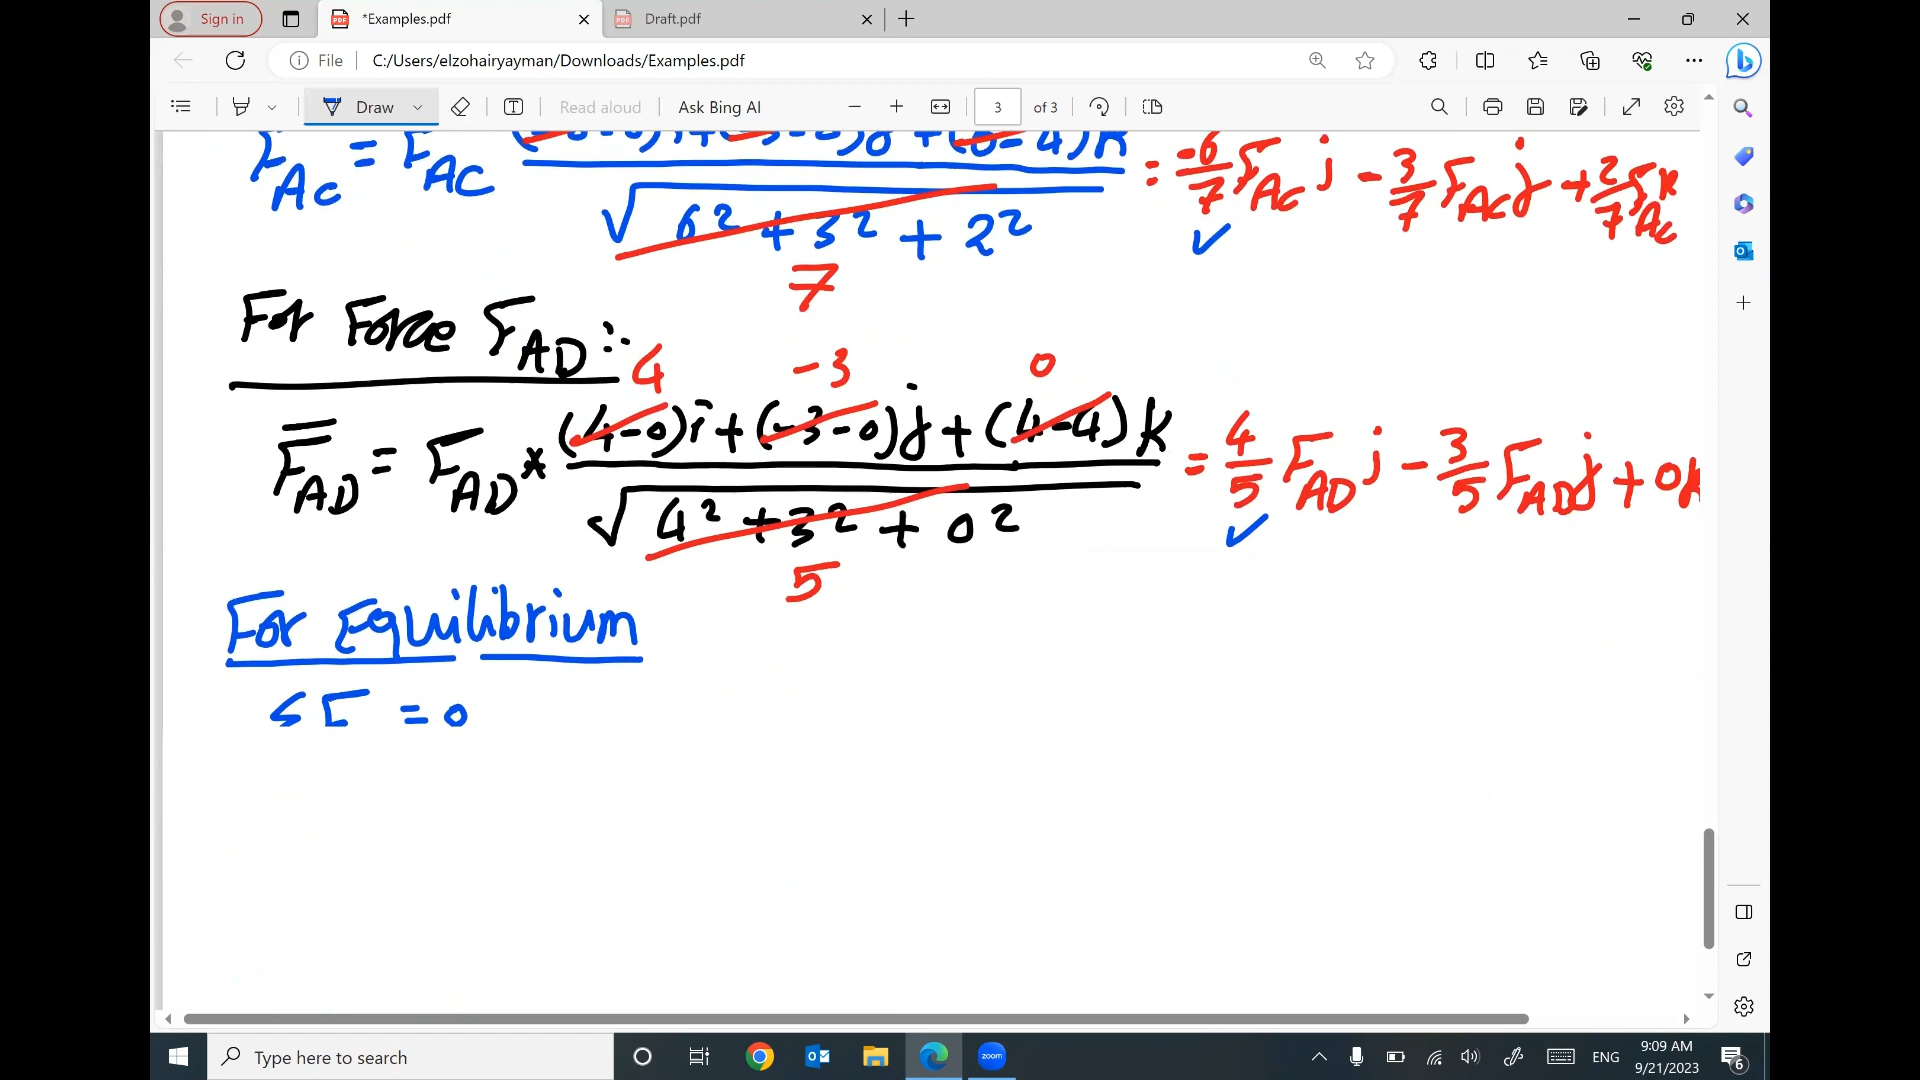 Sign in
*Examples.pdf
Draft.pdf
File C:/Users/elzohairyayman/Downloads/Examples.pdf
Draw
Read aloud
Ask Bing AI
3 of 3
F_AC = F_AC
√(6² + 3² + 2²)
7
= -6/7 F_AC i - 3/7 F_AC j + 2/7 F_AC k
For Force F_AD :-
4 -3 0
F_AD = F_AD * ((4-0)i + (-3-0)j + (4-4)k) / √(4² + 3² + 0²) = 4/5 F_AD i - 3/5 F_AD j + 0k
5
For Equilibrium
= 0
Type here to search
zoom
ENG
9:09 AM
9/21/2023
6